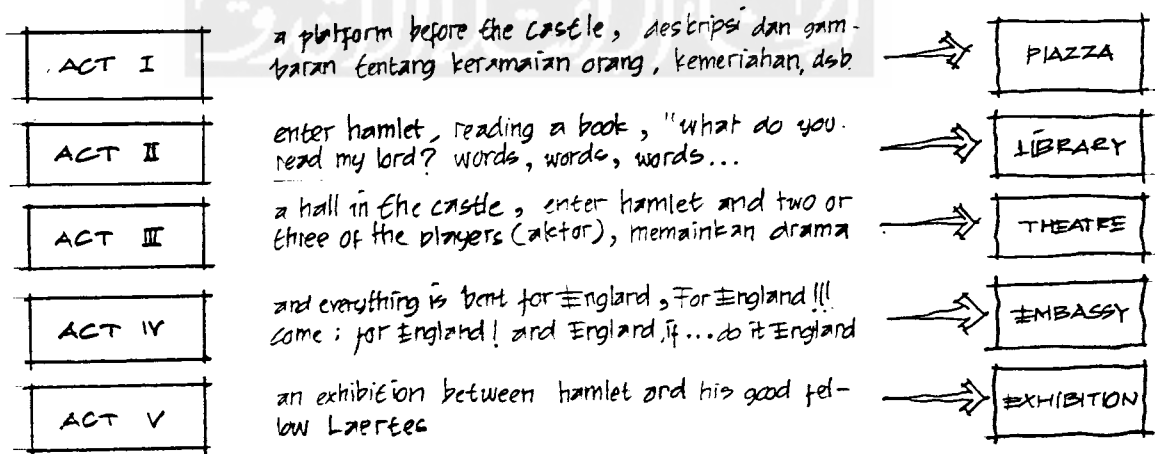 ACT I
a platform before the castle, deskripsi dan gam-
baran tentang keramaian orang, kemeriahan, dsb.
PIAZZA
ACT II
enter hamlet, reading a book, "what do you
read my lord? words, words, words...
LIBRARY
ACT III
a hall in the castle, enter hamlet and two or
three of the players (aktor), memainkan drama
THEATRE
ACT IV
and everything is bent for England, For England!!!
come; for England! and England, if...do it England
EMBASSY
ACT V
an exhibition between hamlet and his good fel-
low Laertes
EXHIBITION